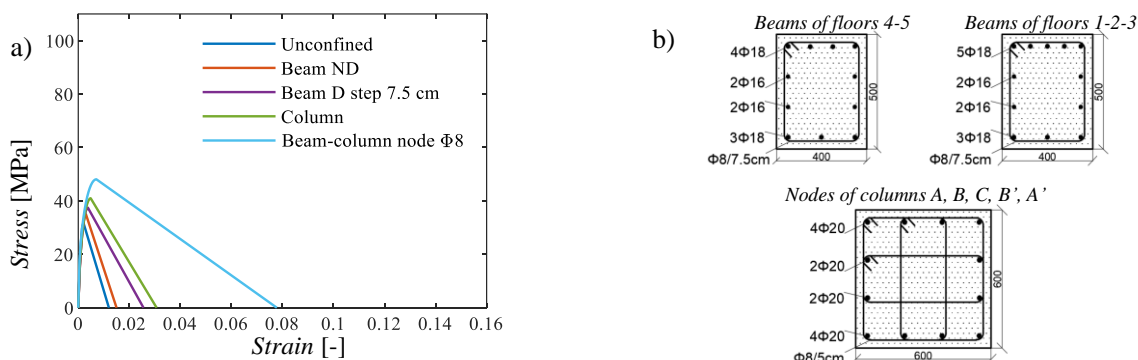 a)
100
80
60
40
20
0
Stress [MPa]
Unconfined
Beam ND
Beam D step 7.5 cm
Column
Beam-column node Φ8
0 0.02 0.04 0.06 0.08 0.1 0.12 0.14 0.16
Strain [-]
b)
Beams of floors 4-5
4Φ18
2Φ16
2Φ16
3Φ18
Φ8/7.5cm
400
500
Beams of floors 1-2-3
5Φ18
2Φ16
2Φ16
3Φ18
Φ8/7.5cm
400
500
Nodes of columns A, B, C, B’, A’
4Φ20
2Φ20
2Φ20
4Φ20
Φ8/5cm
600
600